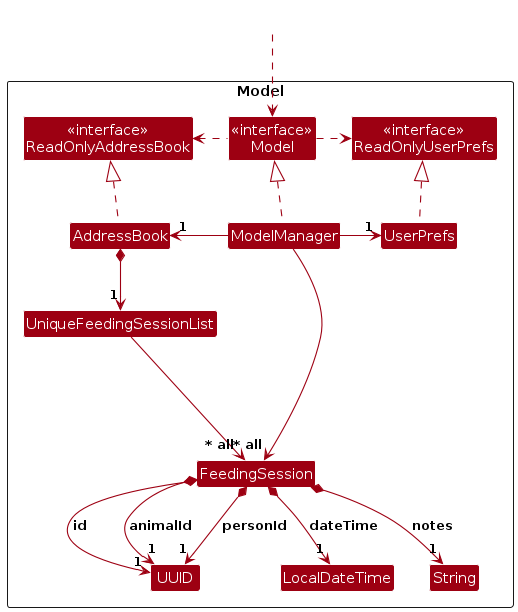 Model
«interface»
ReadOnlyAddressBook
«interface»
Model
«interface»
ReadOnlyUserPrefs
AddressBook
1
ModelManager
1
UserPrefs
1
UniqueFeedingSessionList
* all
* all
FeedingSession
id
animalId
personId
dateTime
notes
1
1
1
1
1
UUID
LocalDateTime
String